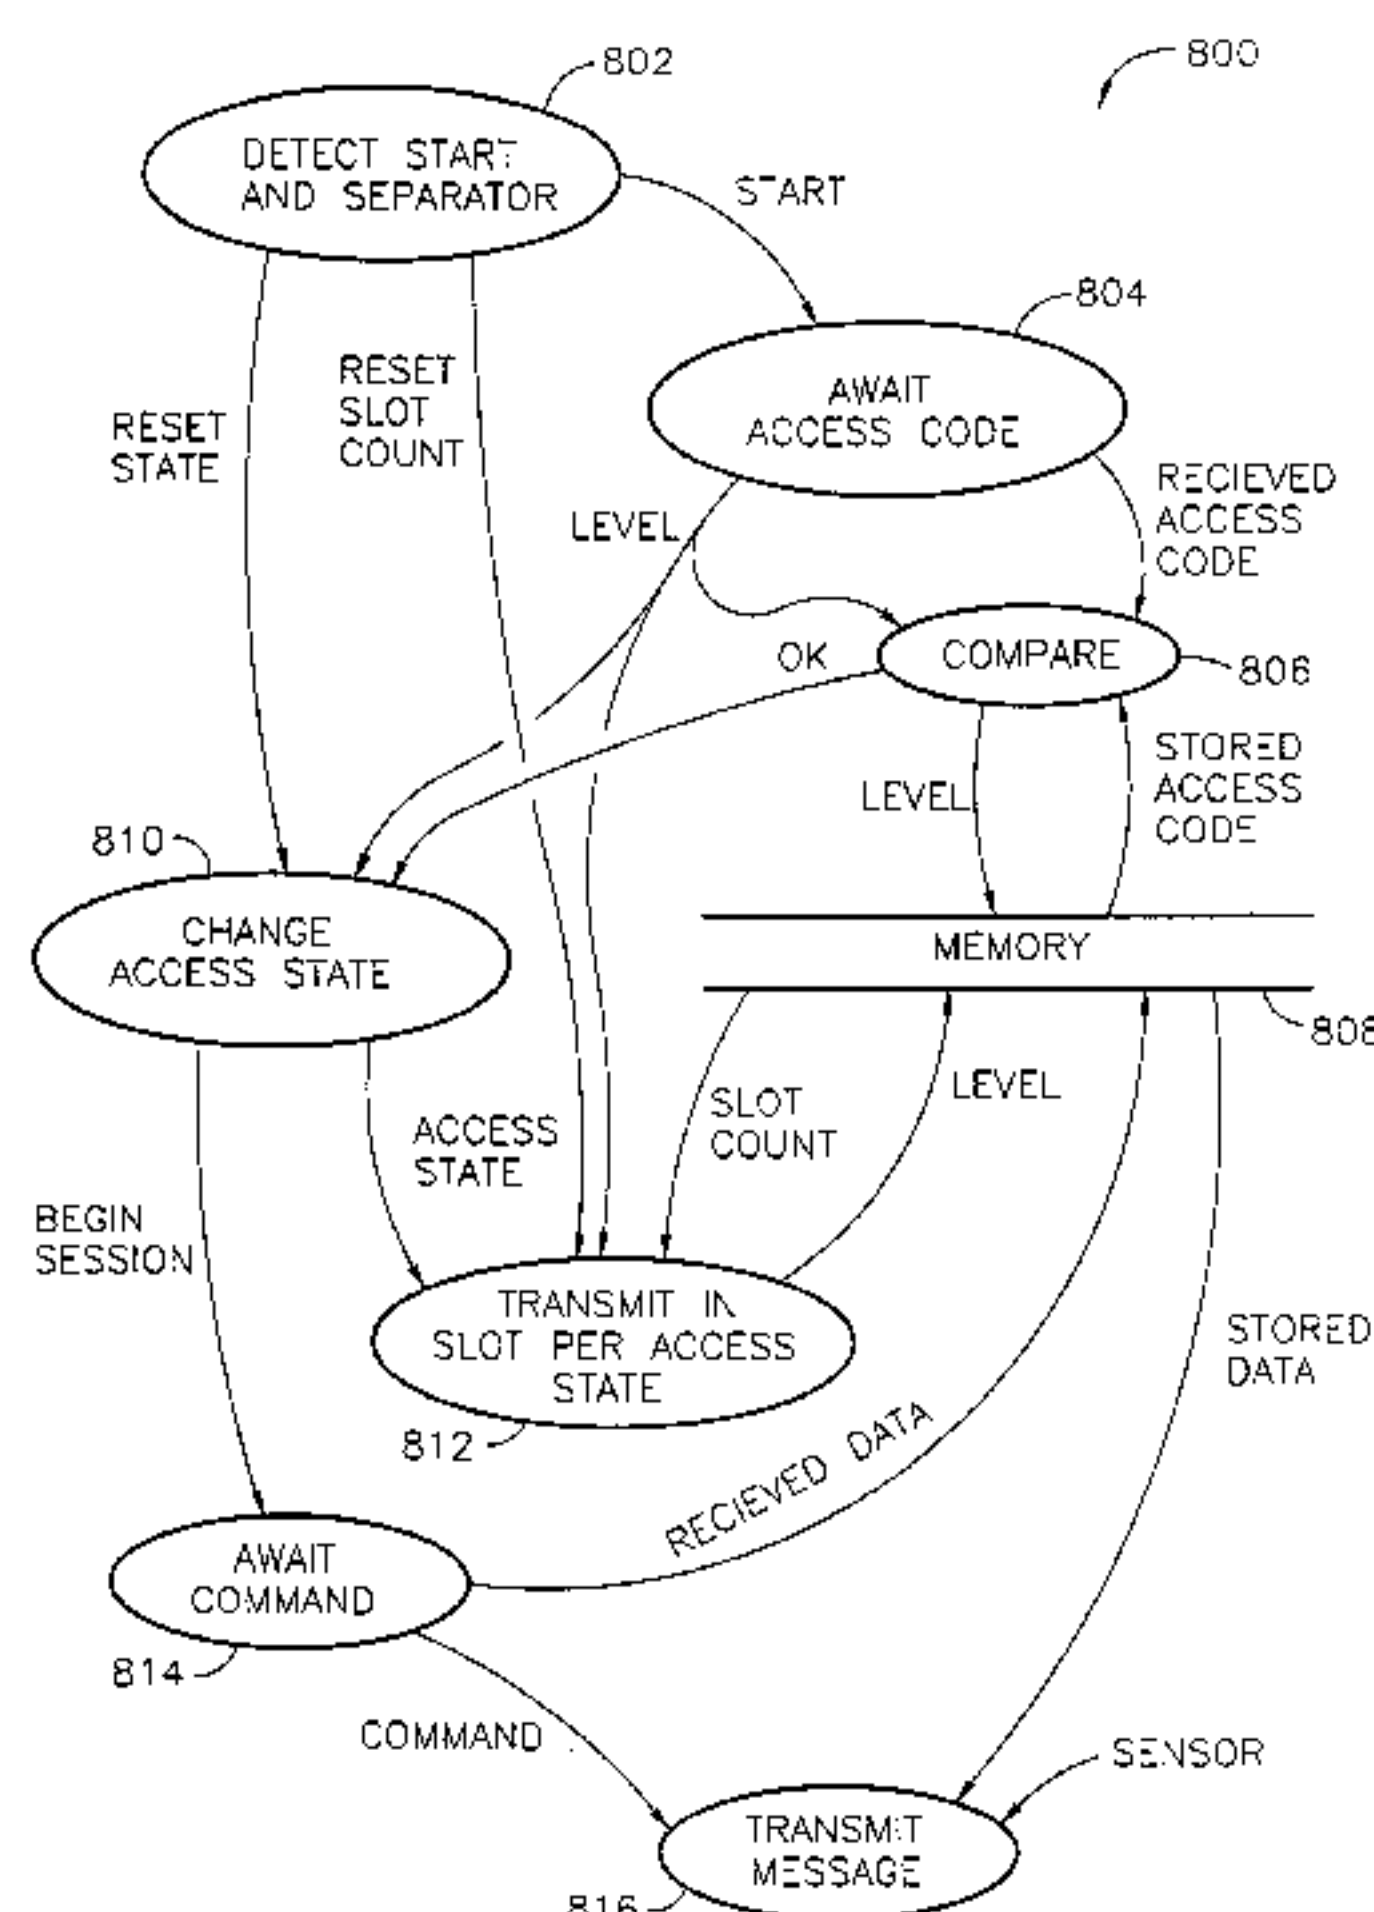 802
800
DETECT START
AND SEPARATOR
START
804
RESET
SLOT
COUNT
AWAIT
ACCESS CODE
RESET
STATE
RECIEVED
ACCESS
CODE
LEVEL
OK
COMPARE
806
STORED
ACCESS
CODE
LEVEL
810
CHANGE
ACCESS STATE
MEMORY
808
LEVEL
SLOT
COUNT
ACCESS
STATE
BEGIN
SESSION
TRANSMIT IN
SLOT PER ACCESS
STATE
STORED
DATA
812
RECIEVED DATA
AWAIT
COMMAND
814
COMMAND
SENSOR
TRANSMIT
MESSAGE
816